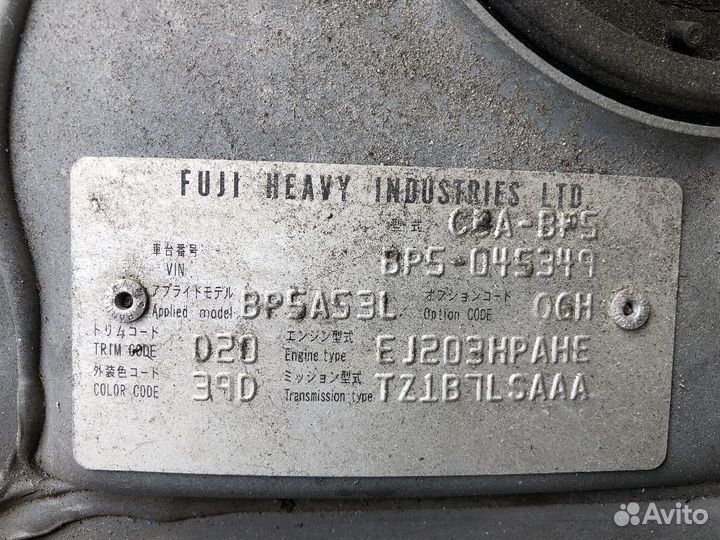 FUJI HEAVY INDUSTRIES LTD.
型式 CBA-BP5
車台番号 VIN BP5-045349
アプライドモデル Applied model BP5A53L オプションコード Option CODE OGH
トリムコード TRIM CODE 020 エンジン型式 Engine type EJ203HPAHE
外装色コード COLOR CODE 39D ミッション型式 Transmission type TZ1B7LSAAA
Avito